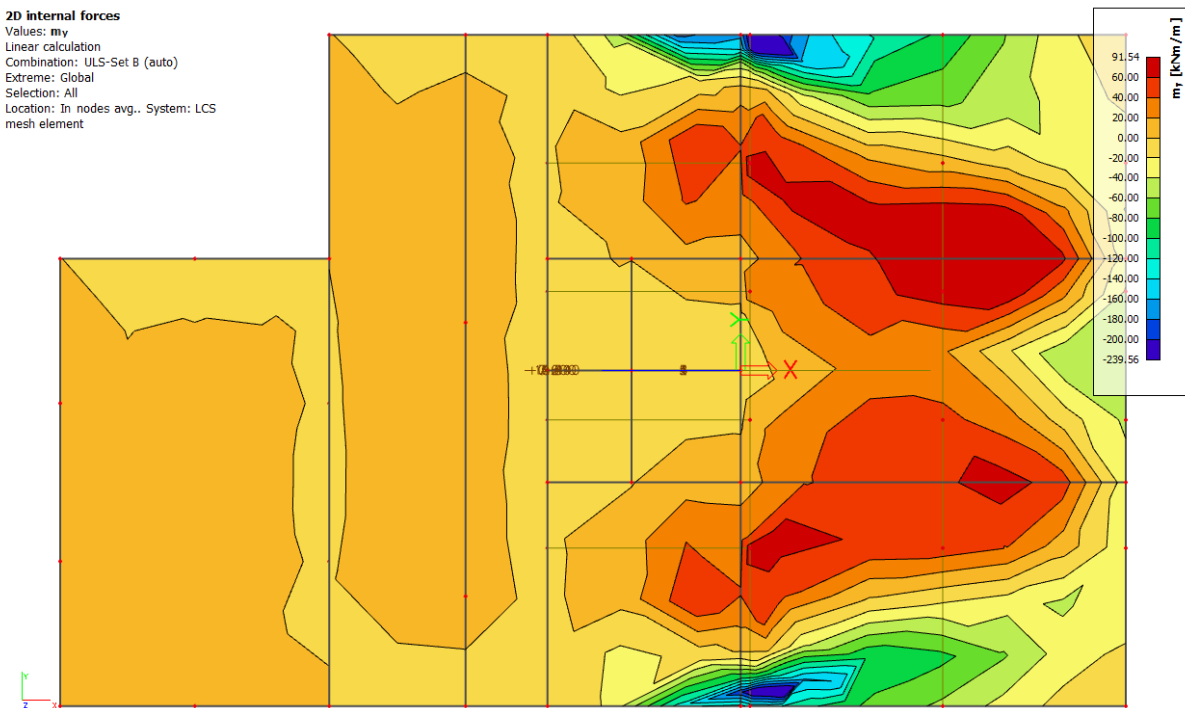 2D internal forces
Values: my
Linear calculation
Combination: ULS-Set B (auto)
Extreme: Global
Selection: All
Location: In nodes avg.. System: LCS
mesh element
my [kNm/m]
91.54
60.00
40.00
20.00
0.00
-20.00
-40.00
-60.00
-80.00
-100.00
-120.00
-140.00
-160.00
-180.00
-200.00
-239.56
X
Y
Z
X